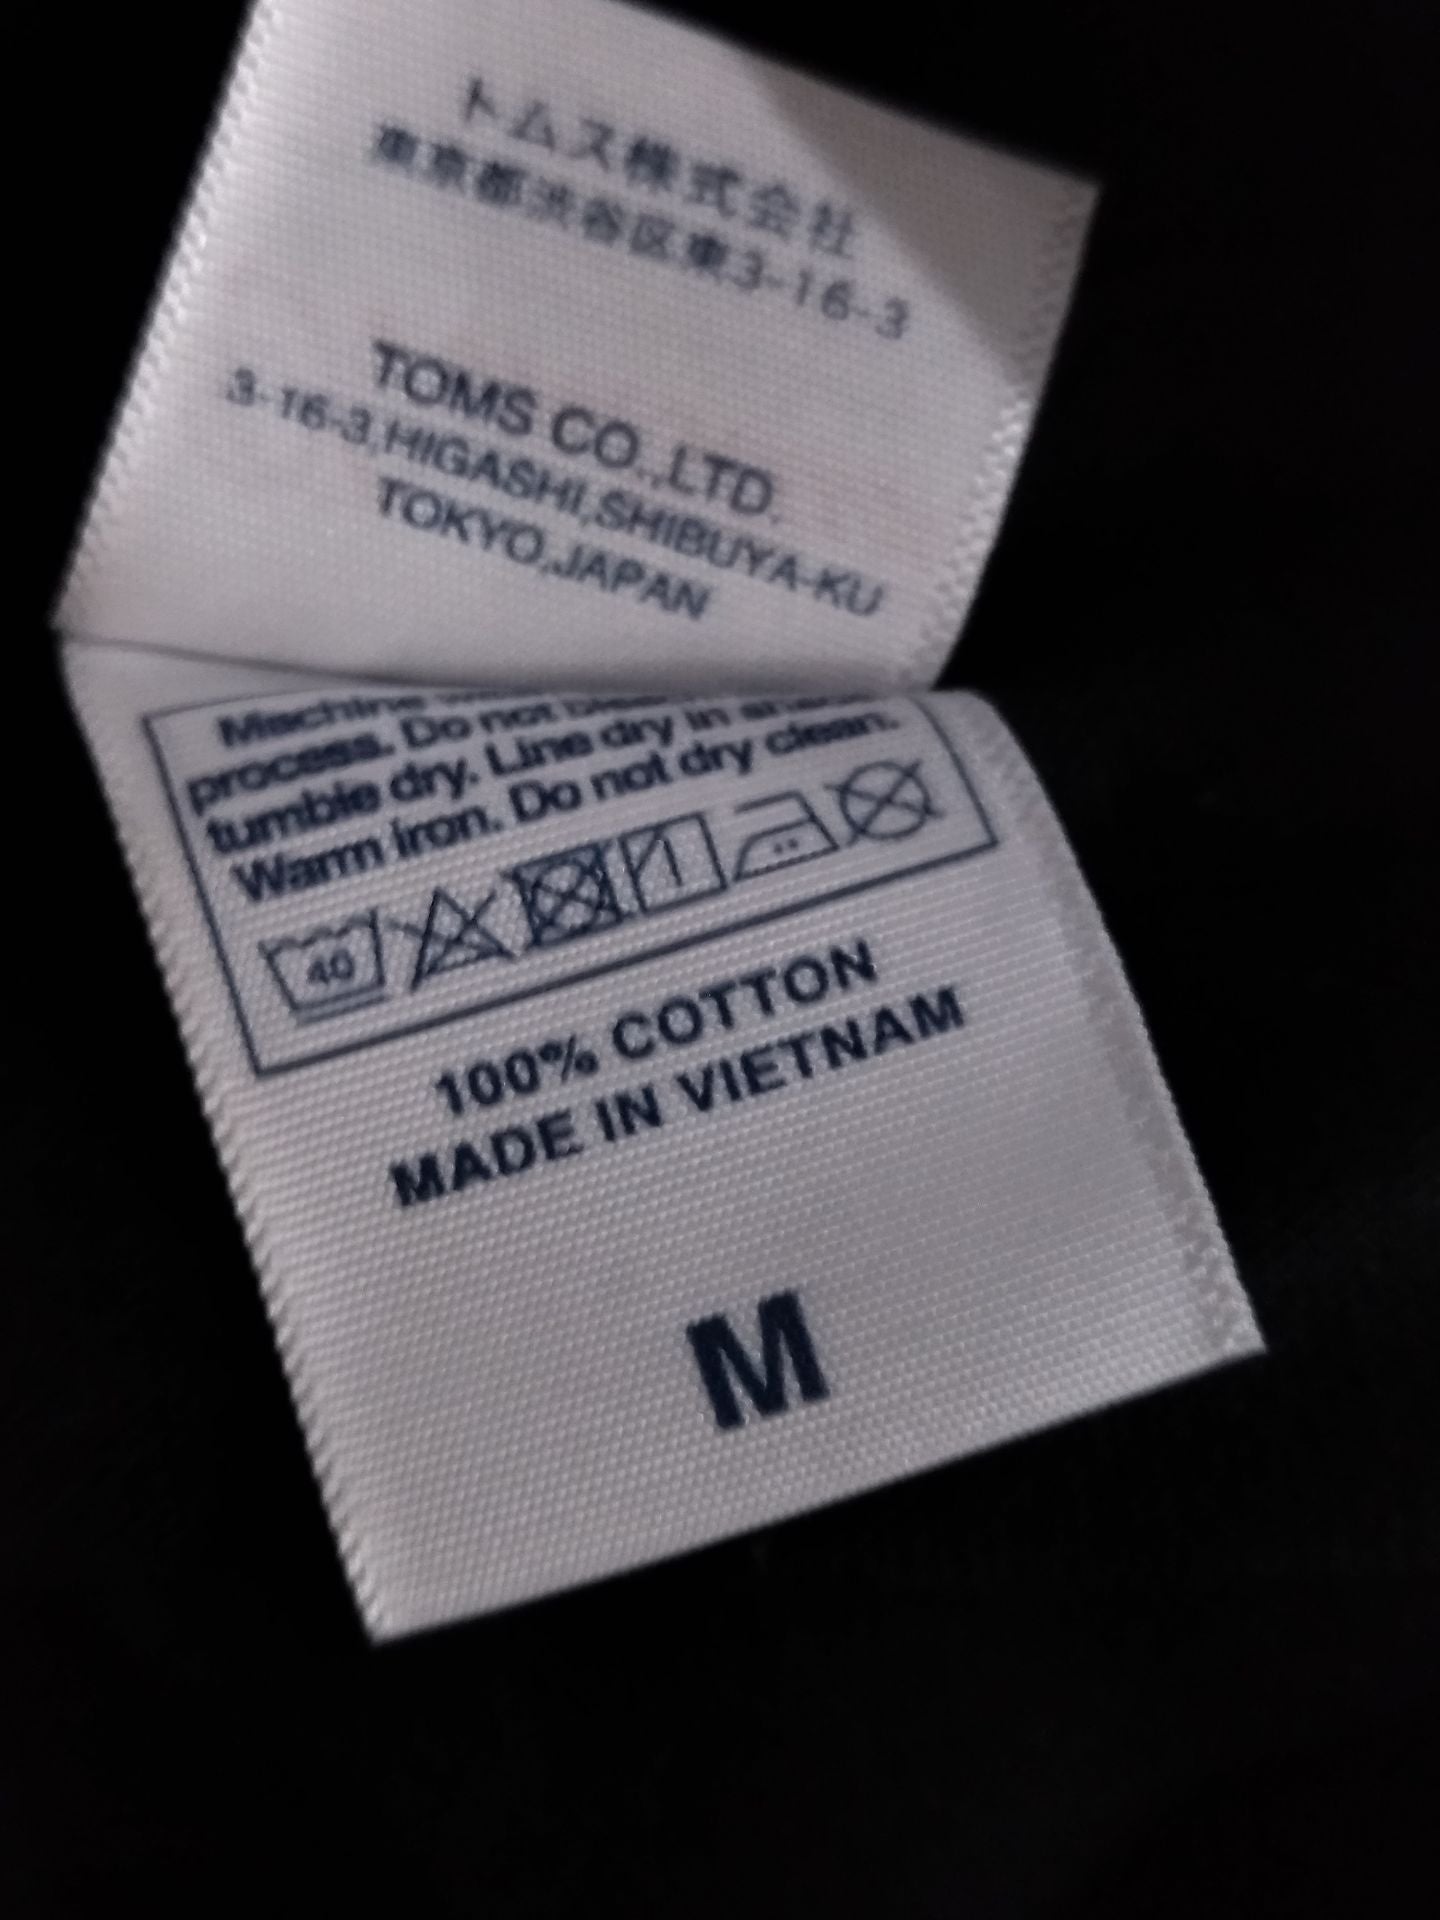 トムス株式会社
東京都渋谷区東3-16-3
TOMS CO.,LTD.
3-16-3,HIGASHI,SHIBUYA-KU
TOKYO,JAPAN
Machine
process. Do not
tumble dry. Line dry in
Warm iron. Do not dry clean.
40
100% COTTON
MADE IN VIETNAM
M